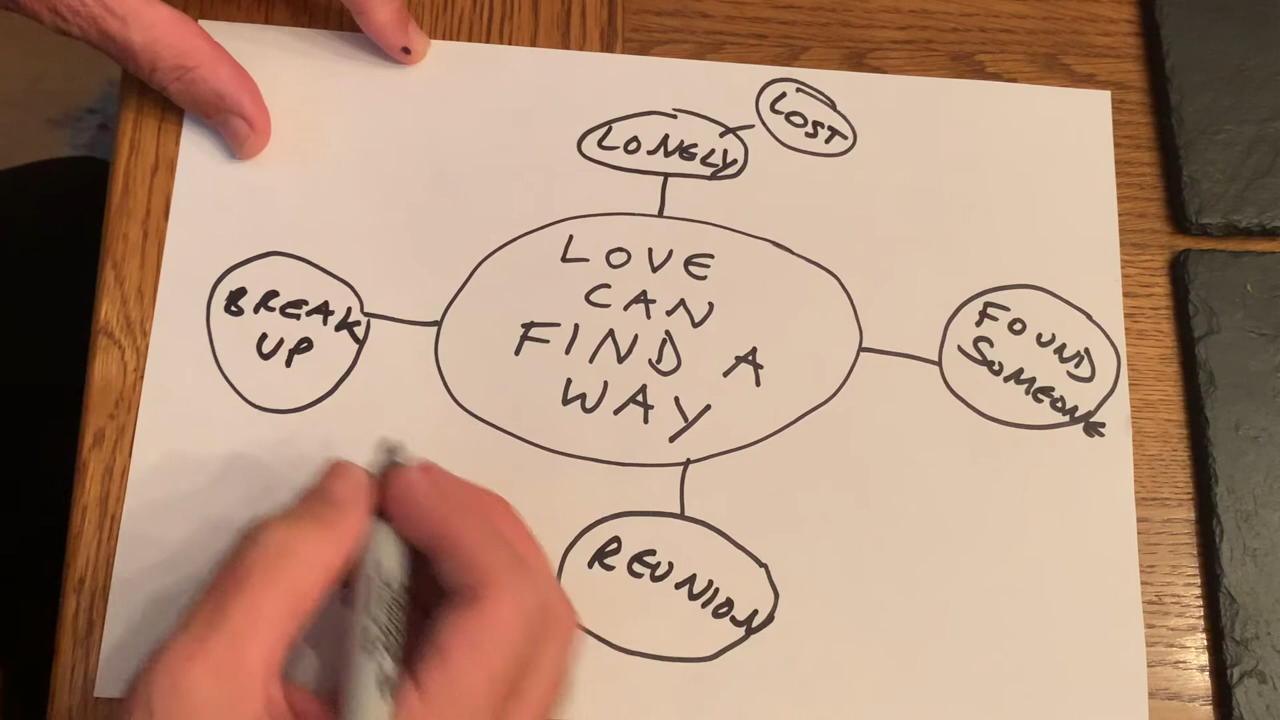 LOST
LONELY
LOVE
CAN
FIND A
WAY
BREAK
UP
FOUND
SOMEONE
REUNION